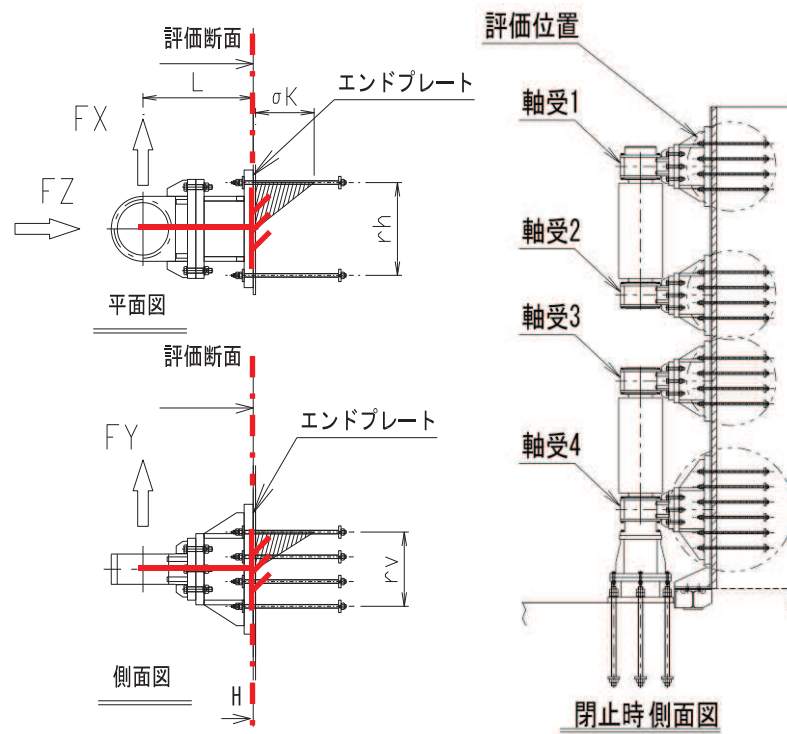 評価断面
L
σK
エンドプレート
FX
FZ
rh
平面図
評価断面
エンドプレート
FY
rv
側面図
H
評価位置
軸受1
軸受2
軸受3
軸受4
閉止時側面図